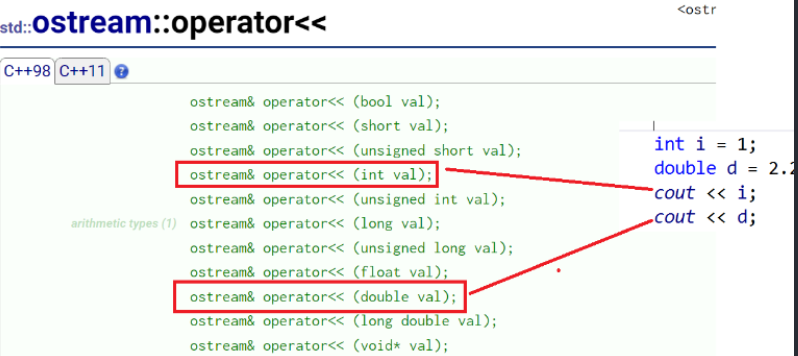 <ostr
std::ostream::operator<<
C++98 C++11 ?
ostream& operator<< (bool val);
ostream& operator<< (short val);
ostream& operator<< (unsigned short val);
ostream& operator<< (int val);
ostream& operator<< (unsigned int val);
arithmetic types (1) ostream& operator<< (long val);
ostream& operator<< (unsigned long val);
ostream& operator<< (float val);
ostream& operator<< (double val);
ostream& operator<< (long double val);
ostream& operator<< (void* val);
int i = 1;
double d = 2.2
cout << i;
cout << d;